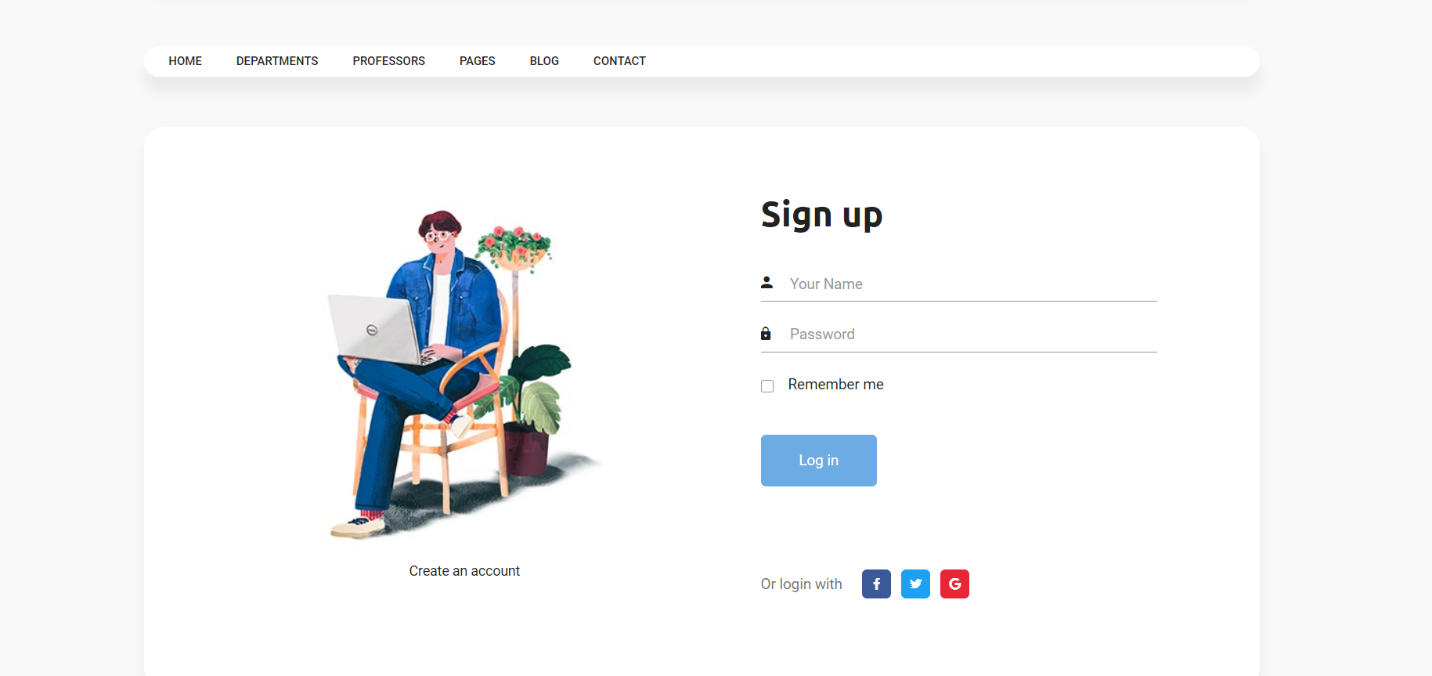 HOME DEPARTMENTS PROFESSORS PAGES BLOG CONTACT
Sign up
Your Name
Password
Remember me
Log in
Create an account
Or login with